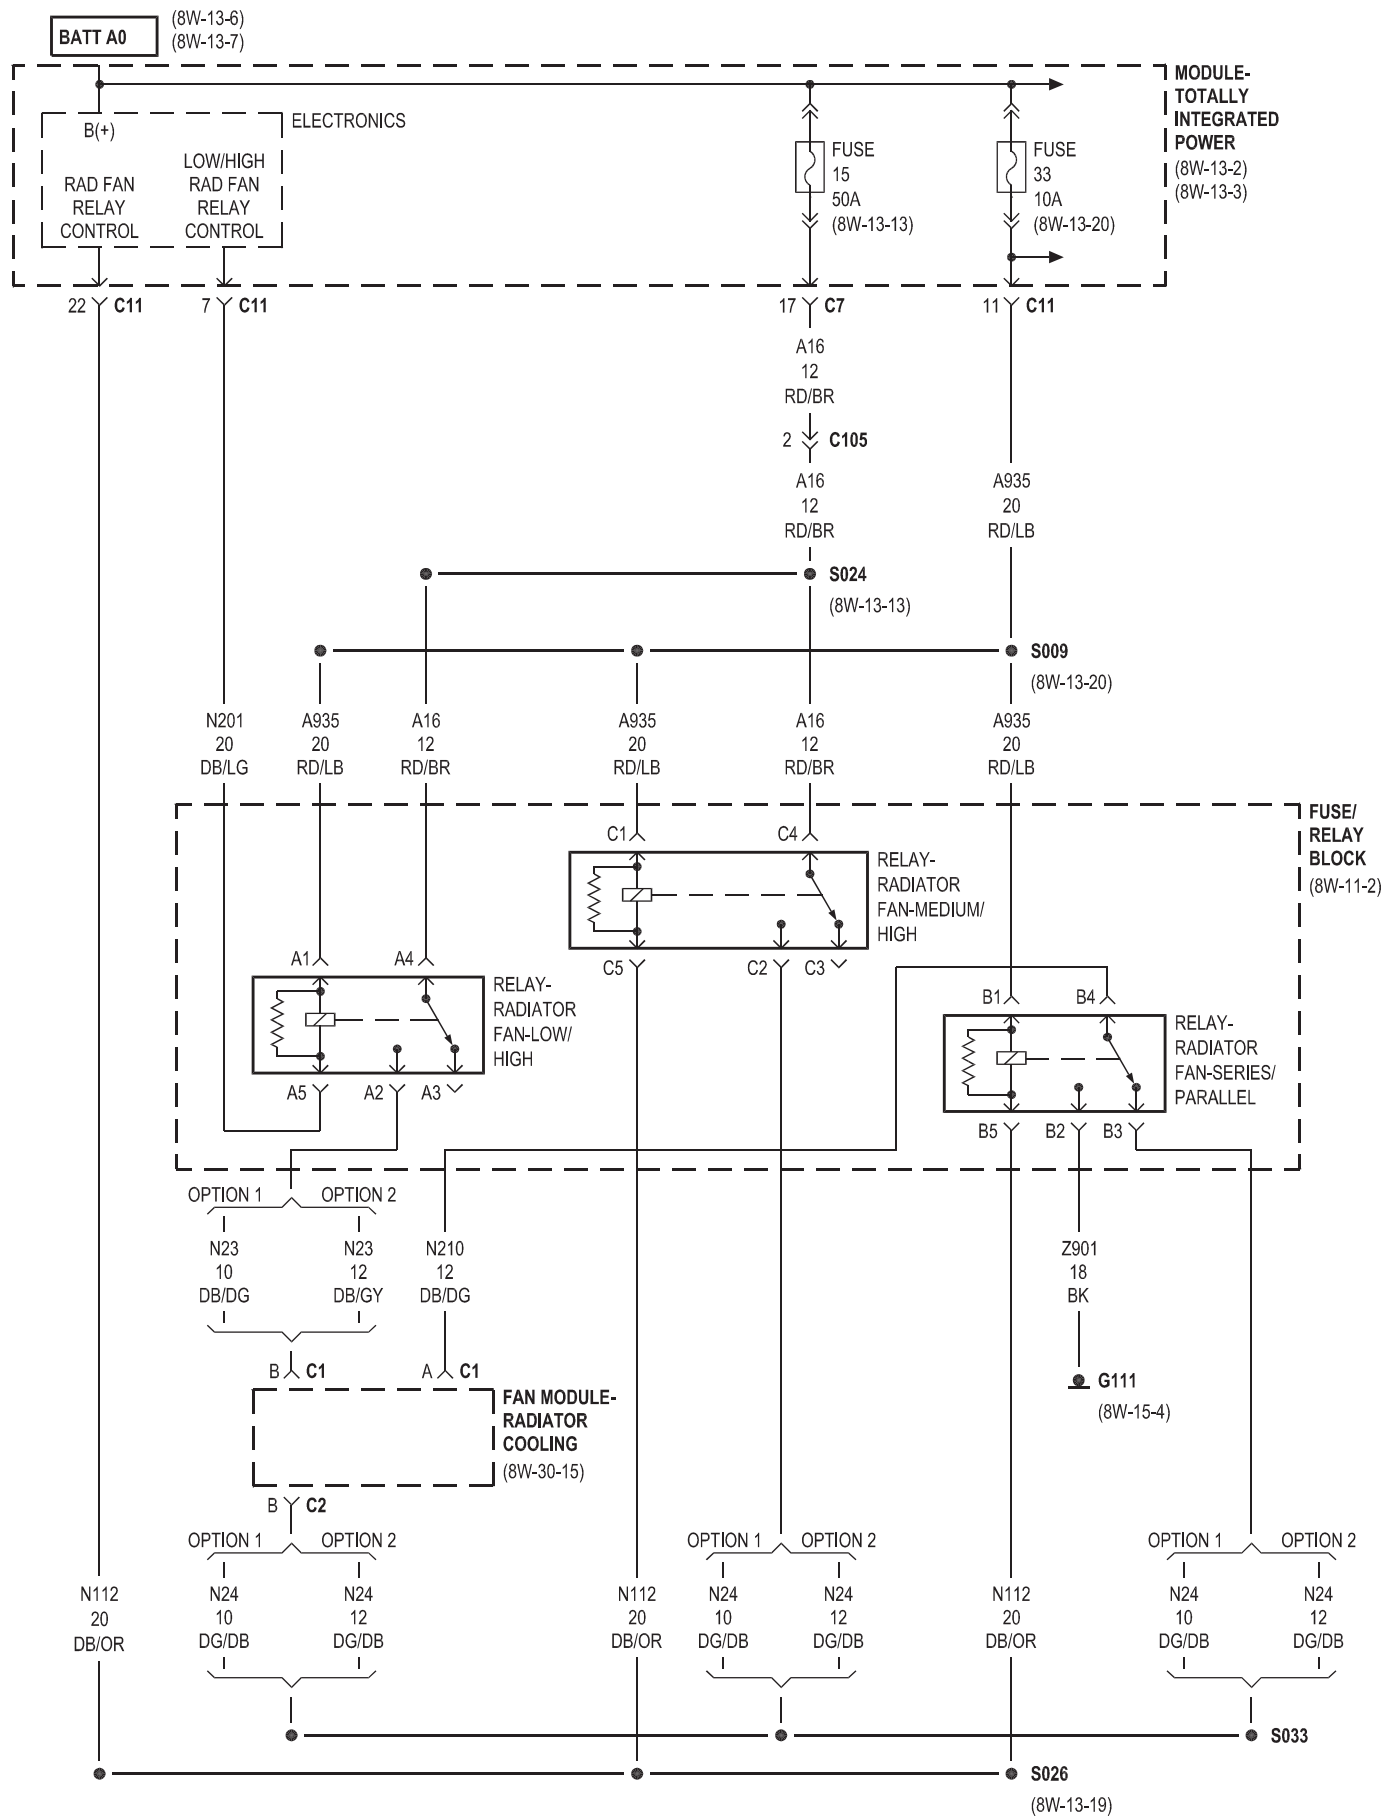 BATT A0
(8W-13-6)
(8W-13-7)
MODULE-
TOTALLY
INTEGRATED
POWER
(8W-13-2)
(8W-13-3)
ELECTRONICS
B(+)
RAD FAN
RELAY
CONTROL
LOW/HIGH
RAD FAN
RELAY
CONTROL
FUSE
15
50A
(8W-13-13)
FUSE
33
10A
(8W-13-20)
22 C11
7 C11
17 C7
11 C11
A16
12
RD/BR
2 C105
A16
12
RD/BR
A935
20
RD/LB
S024
(8W-13-13)
S009
(8W-13-20)
N201
20
DB/LG
A935
20
RD/LB
A16
12
RD/BR
A935
20
RD/LB
A16
12
RD/BR
A935
20
RD/LB
FUSE/
RELAY
BLOCK
(8W-11-2)
C1
C4
RELAY-
RADIATOR
FAN-MEDIUM/
HIGH
C5
C2
C3
A1
A4
RELAY-
RADIATOR
FAN-LOW/
HIGH
A5
A2
A3
B1
B4
RELAY-
RADIATOR
FAN-SERIES/
PARALLEL
B5
B2
B3
OPTION 1
OPTION 2
N23
10
DB/DG
N23
12
DB/GY
N210
12
DB/DG
Z901
18
BK
B C1
A C1
G111
(8W-15-4)
FAN MODULE-
RADIATOR
COOLING
(8W-30-15)
B C2
OPTION 1
OPTION 2
OPTION 1
OPTION 2
OPTION 1
OPTION 2
N112
20
DB/OR
N24
10
DG/DB
N24
12
DG/DB
N112
20
DB/OR
N24
10
DG/DB
N24
12
DG/DB
N112
20
DB/OR
N24
10
DG/DB
N24
12
DG/DB
S033
S026
(8W-13-19)